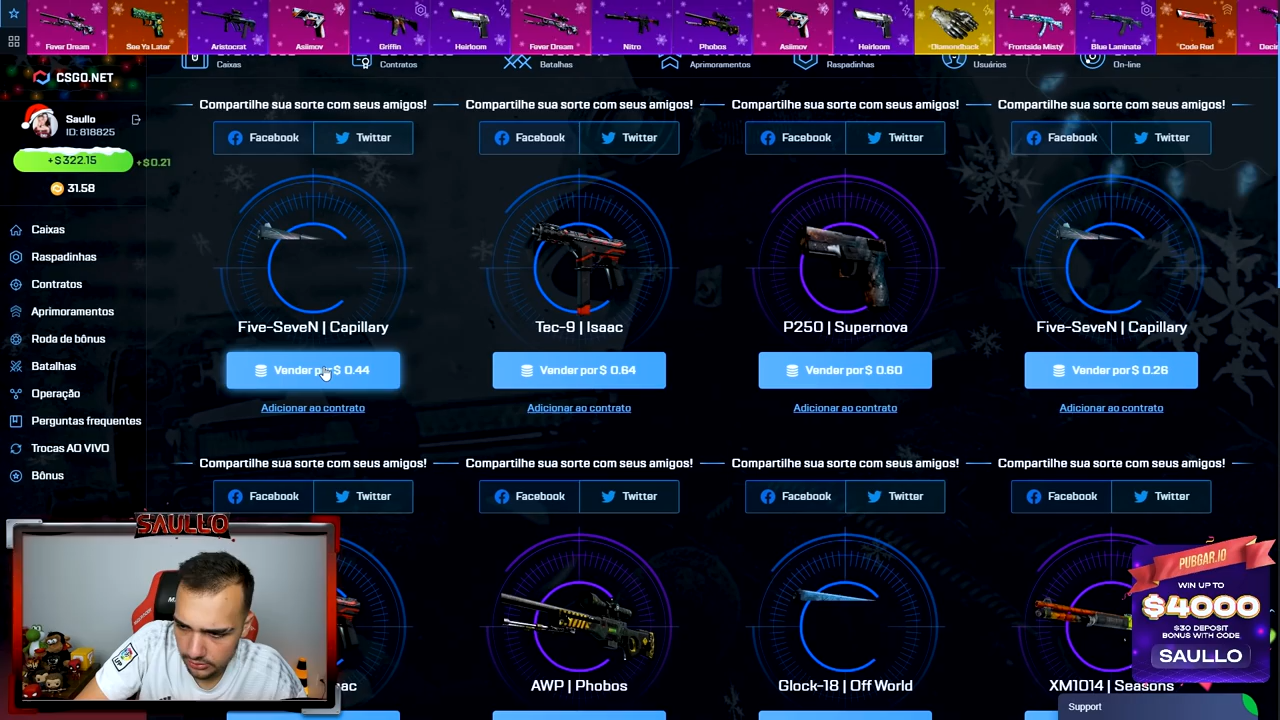 Fever Dream
See Ya Later
Aristocrat
Asiimov
Griffin
Heirloom
Fever Dream
Nitro
Phobos
Asiimov
Heirloom
Diamondback
Frontside Misty
Blue Laminate
Code Red
CSGO.NET
Caixas
Contratos
Batalhas
Aprimoramentos
Raspadinhas
Usuários
On-line
Saullo
ID: 818825
+$322.15
+$0.21
31.58
Caixas
Raspadinhas
Contratos
Aprimoramentos
Roda de bônus
Batalhas
Operação
Perguntas frequentes
Trocas AO VIVO
Bônus
Compartilhe sua sorte com seus amigos!
Compartilhe sua sorte com seus amigos!
Compartilhe sua sorte com seus amigos!
Compartilhe sua sorte com seus amigos!
Facebook
Twitter
Facebook
Twitter
Facebook
Twitter
Facebook
Twitter
Five-SeveN | Capillary
Tec-9 | Isaac
P250 | Supernova
Five-SeveN | Capillary
Vender por $ 0.44
Vender por $ 0.64
Vender por $ 0.60
Vender por $ 0.26
Adicionar ao contrato
Adicionar ao contrato
Adicionar ao contrato
Adicionar ao contrato
Compartilhe sua sorte com seus amigos!
Compartilhe sua sorte com seus amigos!
Compartilhe sua sorte com seus amigos!
Compartilhe sua sorte com seus amigos!
Facebook
Twitter
Facebook
Twitter
Facebook
Twitter
Facebook
Twitter
AWP | Phobos
Glock-18 | Off World
XM1014 | Seasons
SAULLO
PUBGAR.IO
WIN UP TO
$4000
$30 DEPOSIT
BONUS WITH CODE
SAULLO
Support